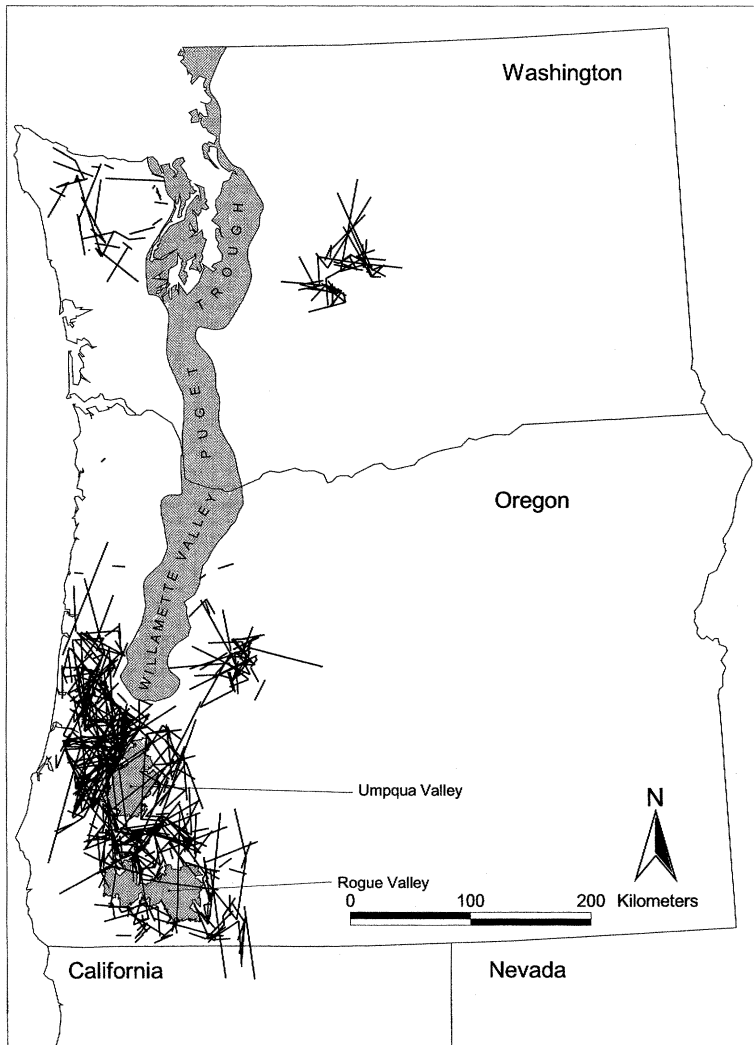 Washington
PUGET TROUGH
Oregon
WILLAMETTE VALLEY
Umpqua Valley
N
Rogue Valley
0 100 200 Kilometers
California
Nevada